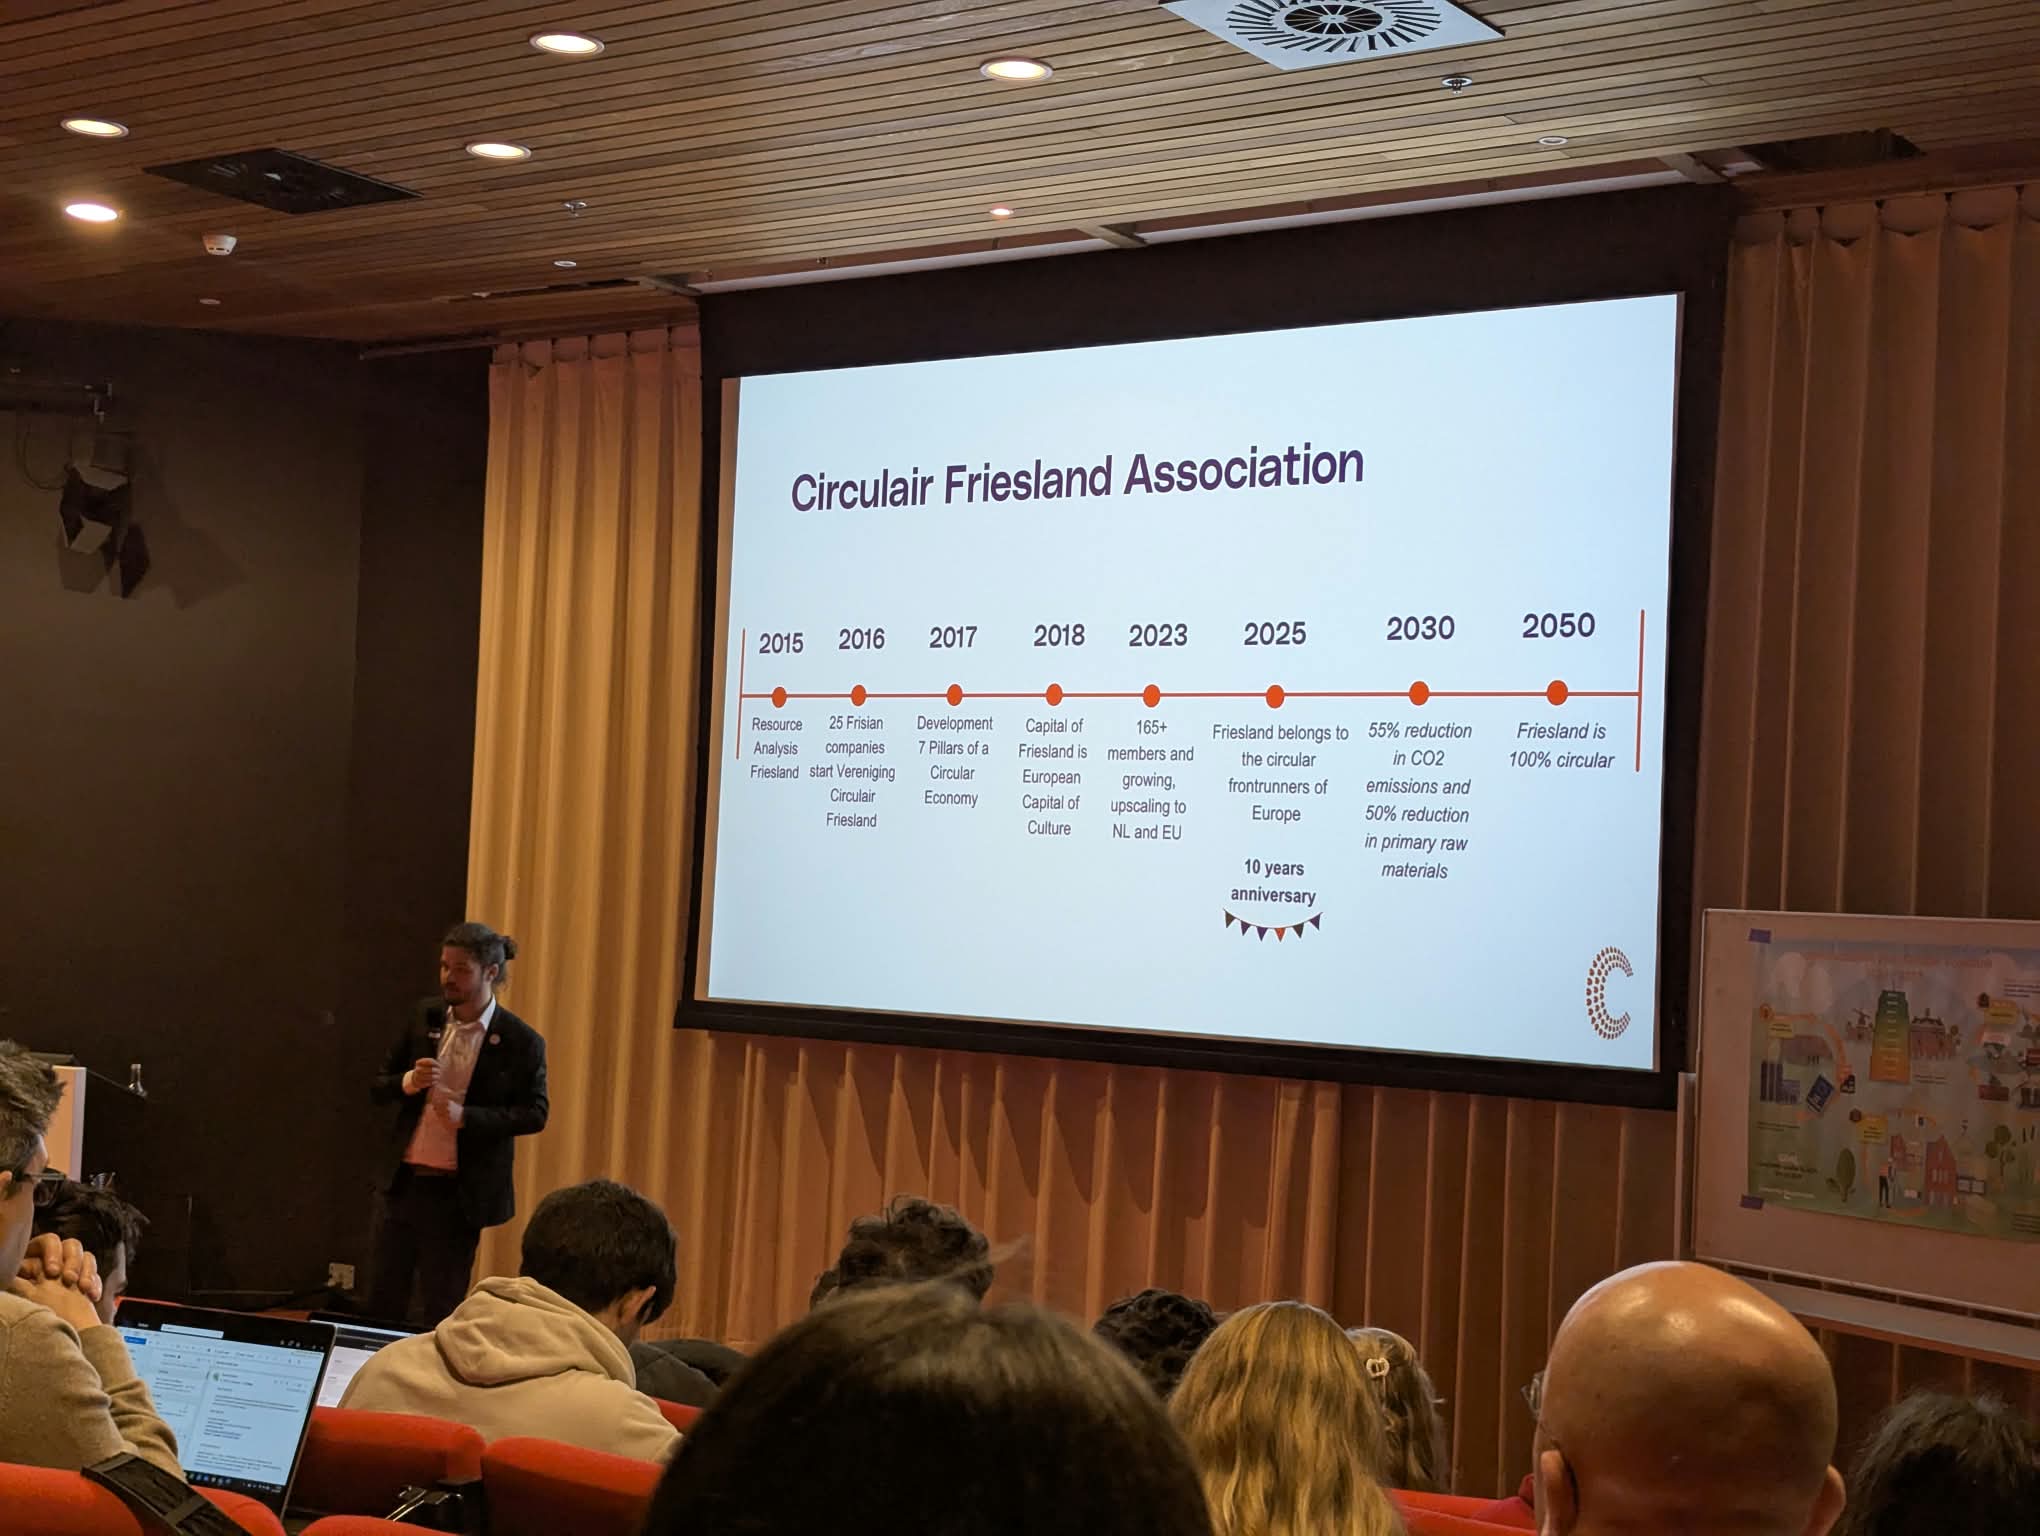 Circulair Friesland Association
2015
2016
2017
2018
2023
2025
2030
2050
Resource
Analysis
Friesland
25 Frisian
companies
start Vereniging
Circulair
Friesland
Development
7 Pillars of a
Circular
Economy
Capital of
Friesland is
European
Capital of
Culture
165+
members and
growing,
upscaling to
NL and EU
Friesland belongs to
the circular
frontrunners of
Europe
10 years
anniversary
55% reduction
in CO2
emissions and
50% reduction
in primary raw
materials
Friesland is
100% circular